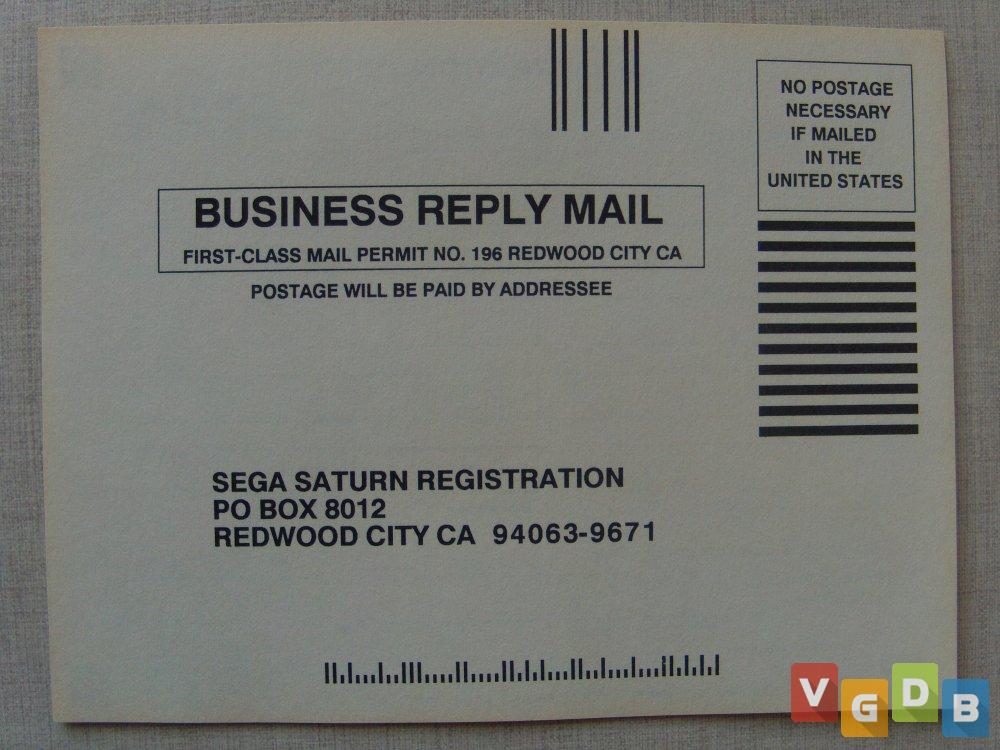 NO POSTAGE
NECESSARY
IF MAILED
IN THE
UNITED STATES
BUSINESS REPLY MAIL
FIRST-CLASS MAIL PERMIT NO. 196 REDWOOD CITY CA
POSTAGE WILL BE PAID BY ADDRESSEE
SEGA SATURN REGISTRATION
PO BOX 8012
REDWOOD CITY CA 94063-9671
VGDB